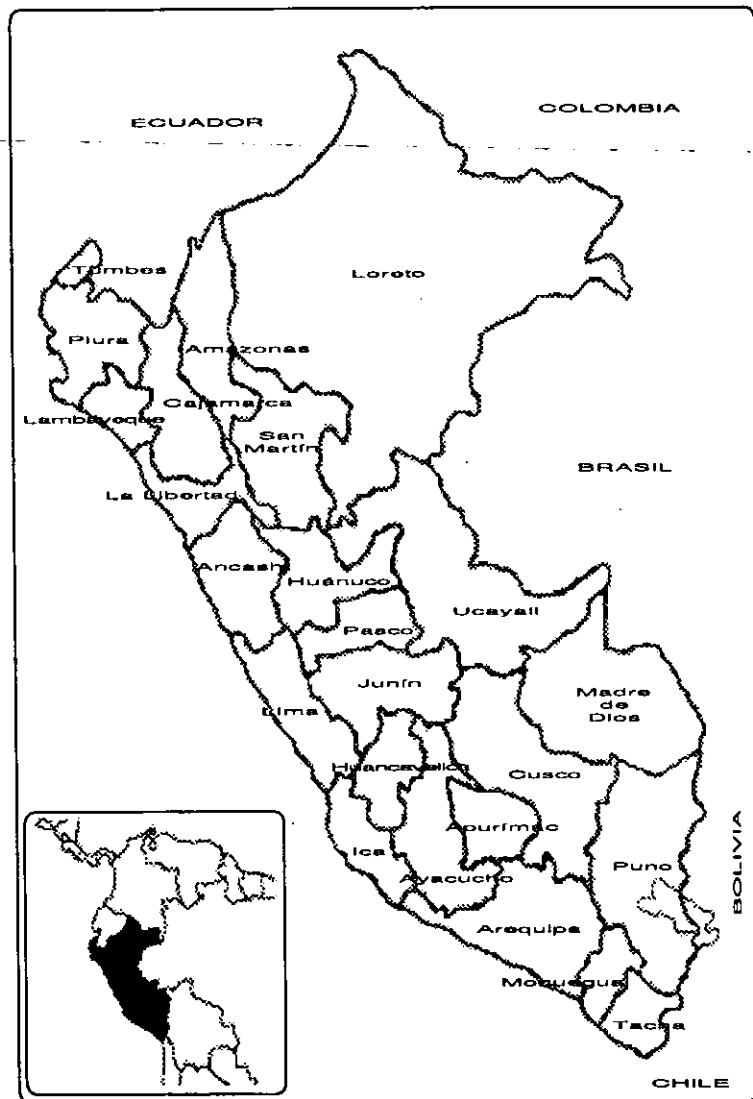 COLOMBIA
ECUADOR
Tumbes
Loreto
Piura
Amazonas
Cajamarca
Lambayeque
San
Martín
BRASIL
La Libertad
Ancash
Huánuco
Ucayali
Pasco
Junín
Madre
de
Dios
Lima
Huancavelica
Cusco
Apurímac
Ica
Puno
Ayacucho
BOLIVIA
Arequipa
Moquegua
Tacna
CHILE